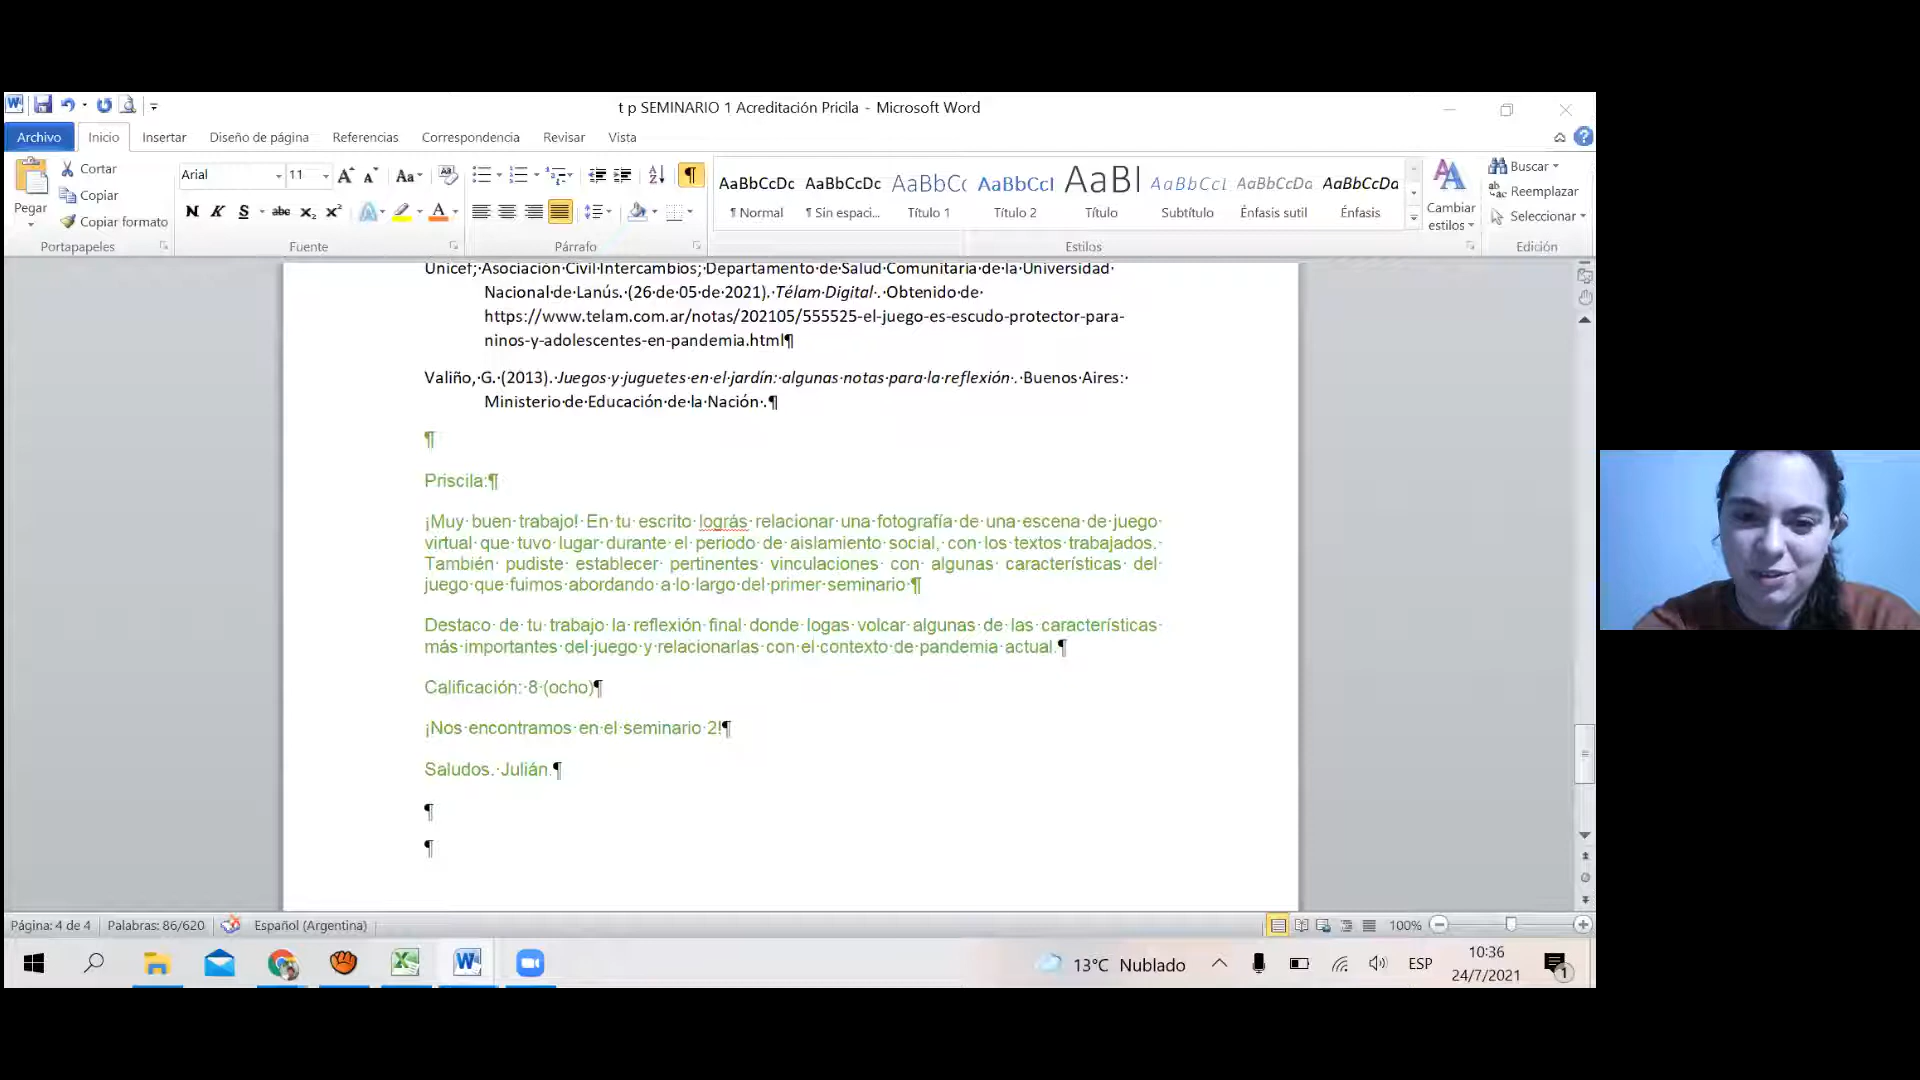 t p SEMINARIO 1 Acreditación Pricila - Microsoft Word
Archivo Inicio Insertar Diseño de página Referencias Correspondencia Revisar Vista
Cortar
Copiar
Copiar formato
Pegar
Portapapeles
Arial 11
Fuente
Párrafo
AaBbCcDc AaBbCcDc AaBbCc AaBbCcI AaBl AaBbCcL AaBbCcDa AaBbCcDa
¶ Normal ¶ Sin espaci... Título 1 Título 2 Título Subtítulo Énfasis sutil Énfasis
Estilos
Cambiar estilos
Buscar
Reemplazar
Seleccionar
Edición
Unicef; Asociación Civil Intercambios; Departamento de Salud Comunitaria de la Universidad
Nacional de Lanús. (26 de 05 de 2021). Télam Digital . Obtenido de
https://www.telam.com.ar/notas/202105/555525-el-juego-es-escudo-protector-para-
ninos-y-adolescentes-en-pandemia.html¶
Valiño, G. (2013). Juegos y juguetes en el jardín: algunas notas para la reflexión . Buenos Aires:
Ministerio de Educación de la Nación .¶
¶
Priscila:¶
¡Muy buen trabajo! En tu escrito lográs relacionar una fotografía de una escena de juego
virtual que tuvo lugar durante el periodo de aislamiento social, con los textos trabajados.
También pudiste establecer pertinentes vinculaciones con algunas características del
juego que fuimos abordando a lo largo del primer seminario ¶
Destaco de tu trabajo la reflexión final donde logas volcar algunas de las características
más importantes del juego y relacionarlas con el contexto de pandemia actual.¶
Calificación: 8 (ocho)¶
¡Nos encontramos en el seminario 2!¶
Saludos. Julián.¶
¶
¶
Página: 4 de 4 Palabras: 86/620 Español (Argentina) 100%
13°C Nublado ESP 10:36
24/7/2021
1